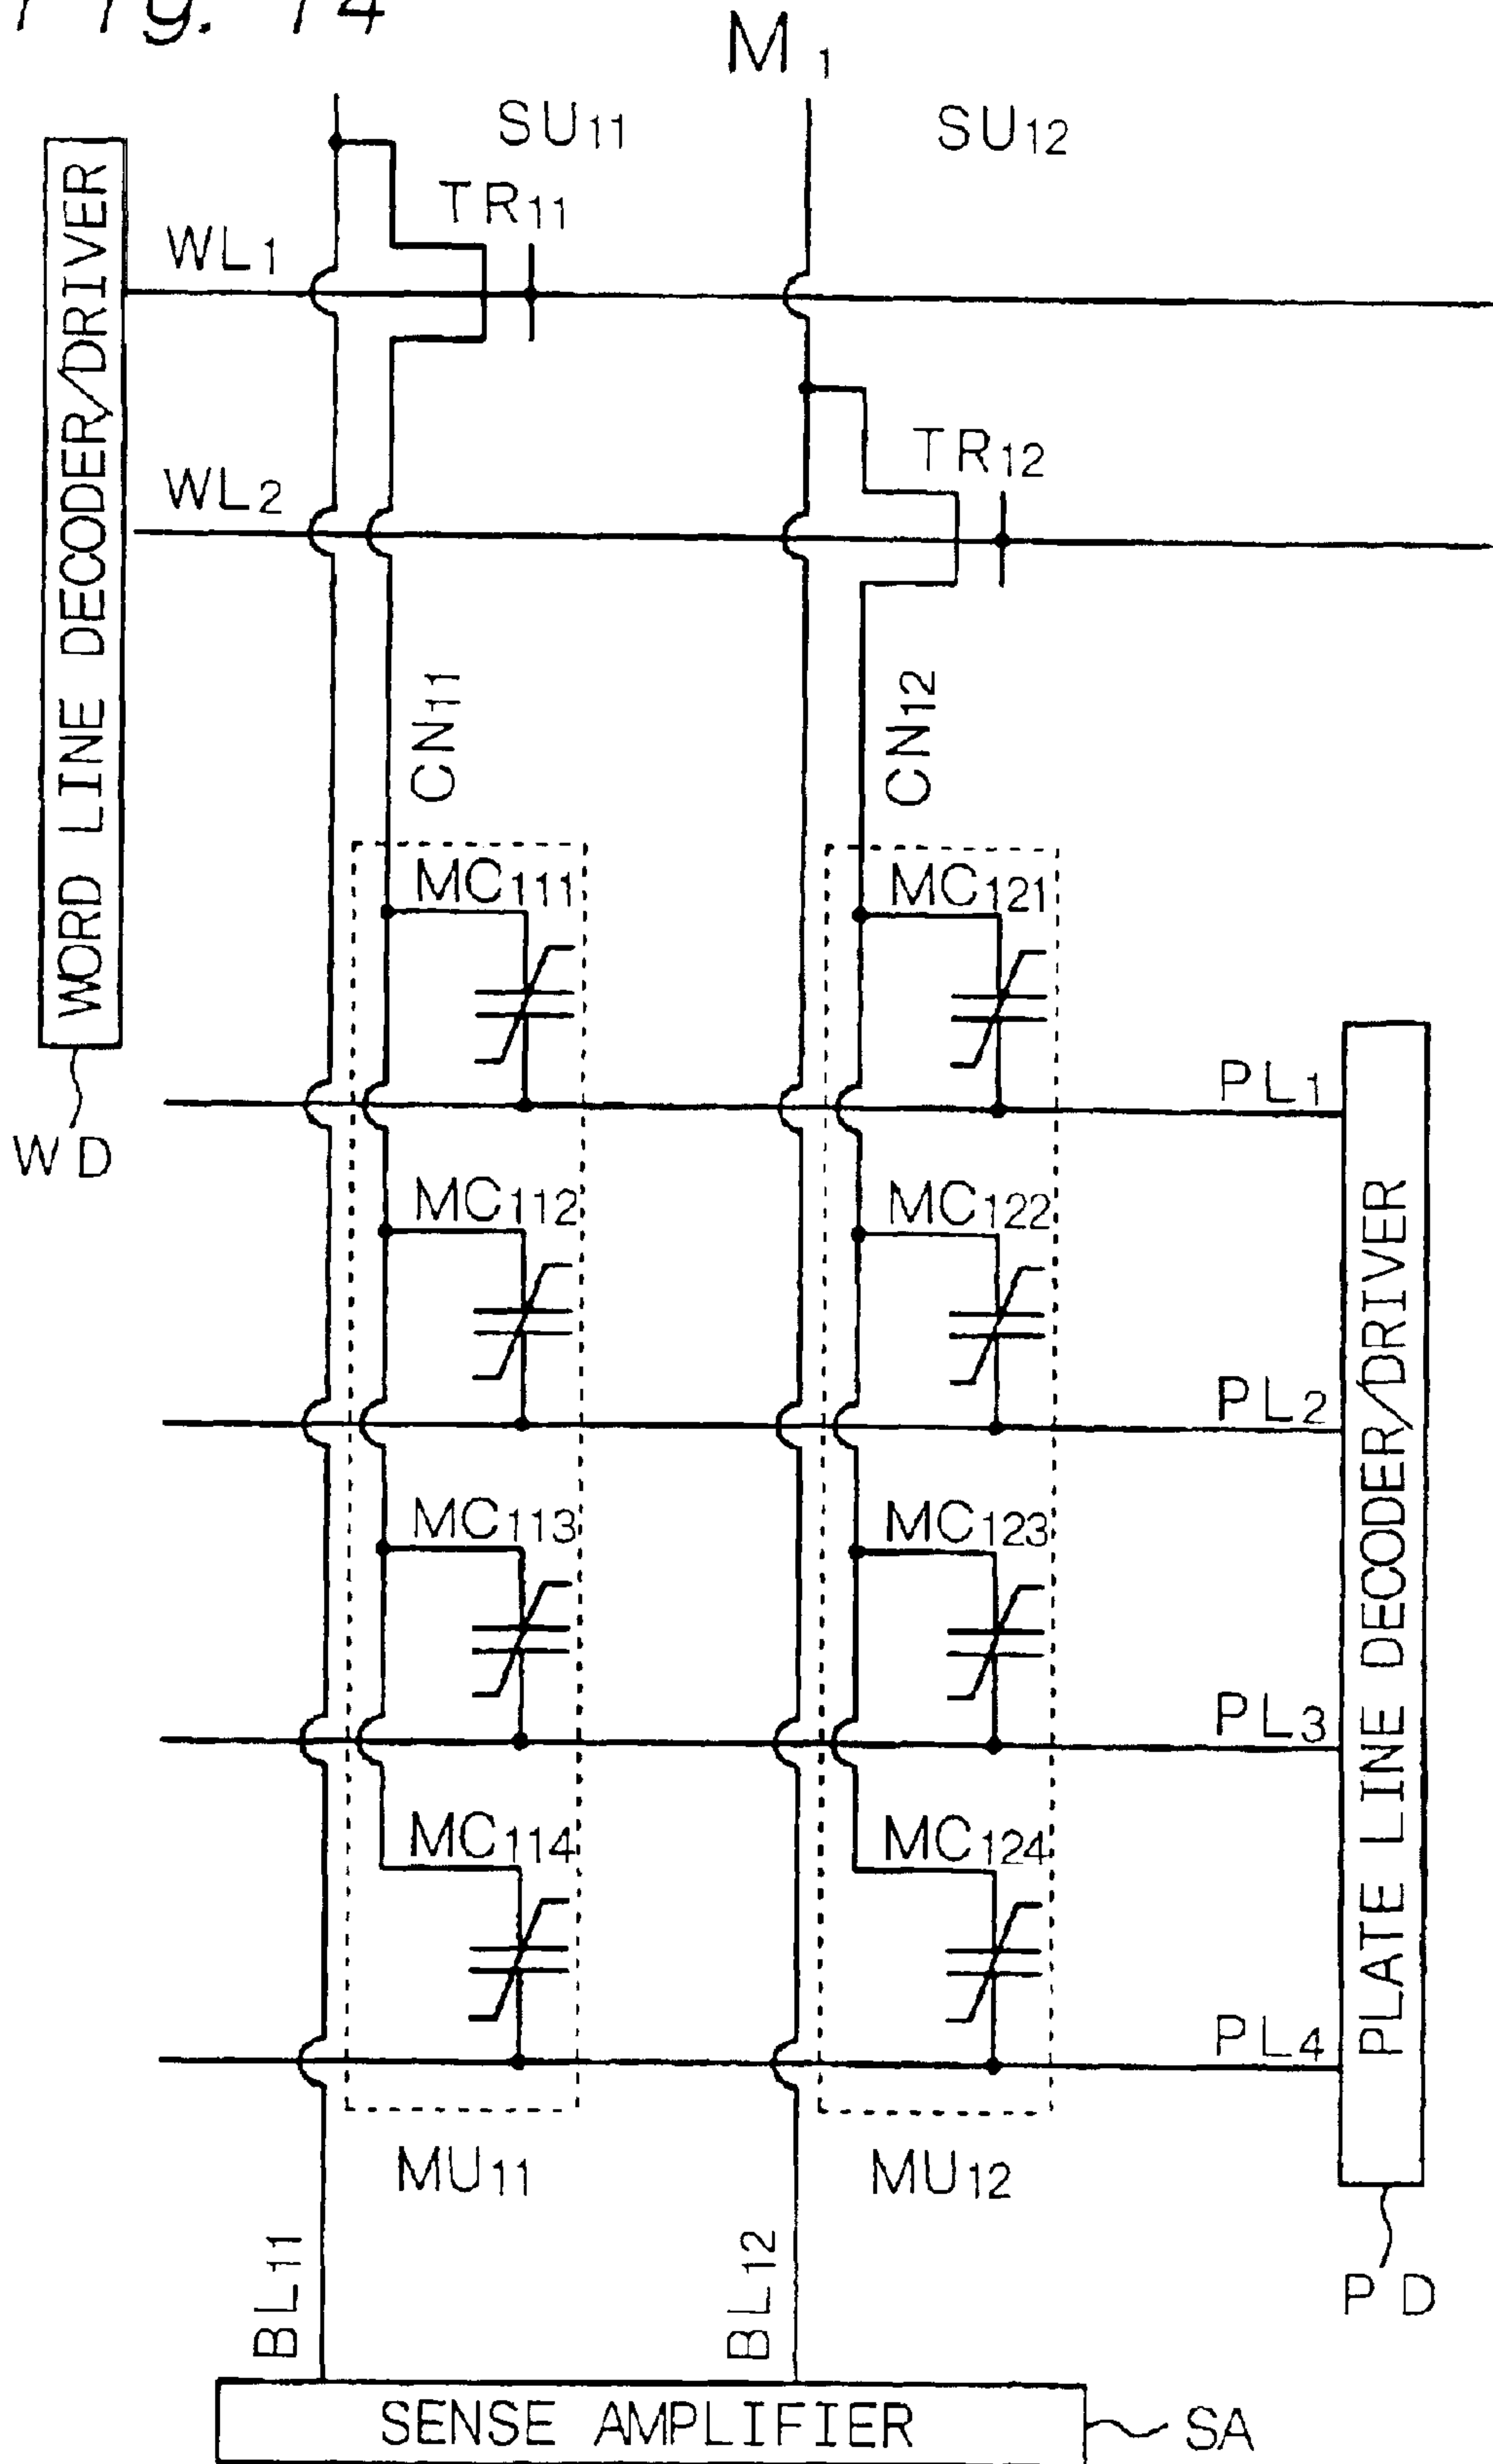 Fig. 14
M1
SU11
SU12
TR11
WL1
TR12
WL2
WORD LINE DECODER/DRIVER
CN11
CN12
MC111
MC121
PL1
WD
MC112
MC122
PL2
MC113
MC123
PL3
MC114
MC124
PL4
PLATE LINE DECODER/DRIVER
MU11
MU12
BL11
BL12
PD
SENSE AMPLIFIER
SA